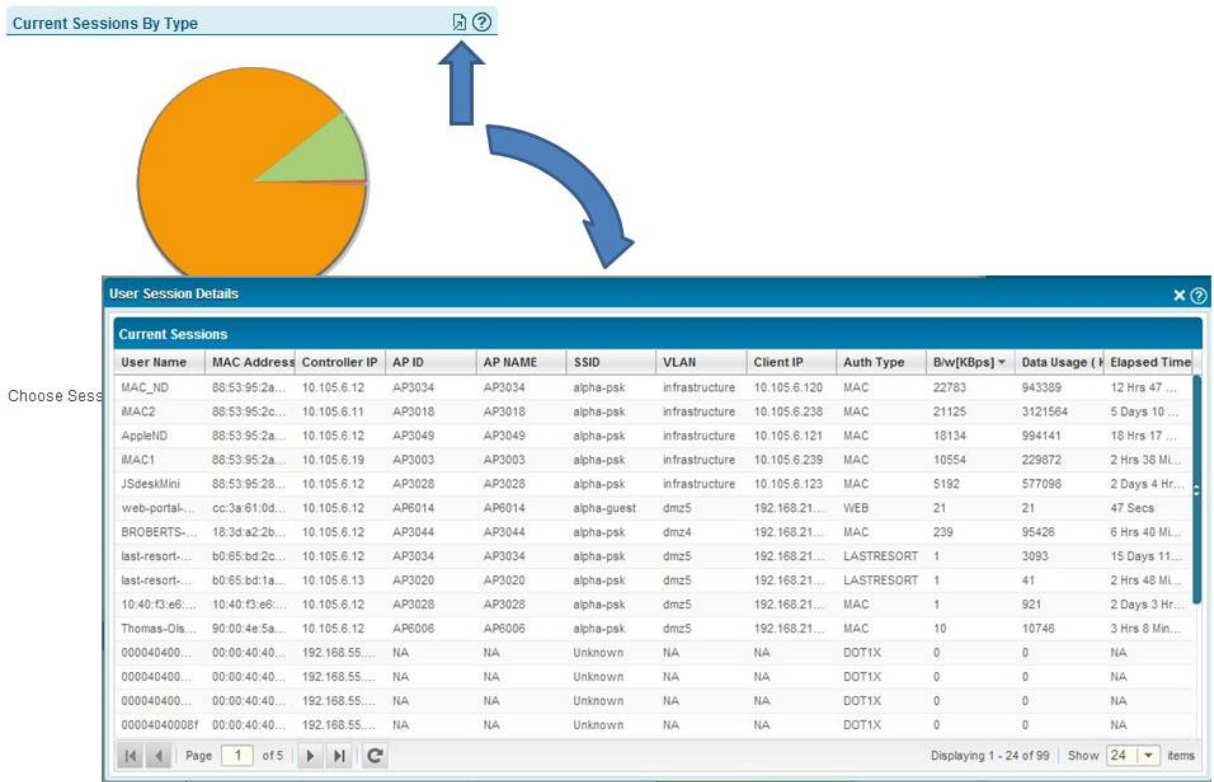 Current Sessions By Type
User Session Details
Current Sessions
User Name MAC Address Controller IP AP ID AP NAME SSID VLAN Client IP Auth Type B/w[KBps] Data Usage ( Elapsed Time
MAC_ND 88:53:95:2a... 10.105.6.12 AP3034 AP3034 alpha-psk infrastructure 10.105.6.120 MAC 22783 943389 12 Hrs 47 ...
Choose Sess
iMAC2 88:53:95:2c... 10.105.6.11 AP3018 AP3018 alpha-psk infrastructure 10.105.6.238 MAC 21125 3121564 5 Days 10 ...
AppleND 88:53:95:2a... 10.105.6.12 AP3049 AP3049 alpha-psk infrastructure 10.105.6.121 MAC 18134 994141 18 Hrs 17 ...
iMAC1 88:53:95:2a... 10.105.6.19 AP3003 AP3003 alpha-psk infrastructure 10.105.6.239 MAC 10554 229872 2 Hrs 38 Mi...
JSdeskMini 88:53:95:28... 10.105.6.12 AP3028 AP3028 alpha-psk infrastructure 10.105.6.123 MAC 5192 577098 2 Days 4 Hr...
web-portal-... cc:3a:61:0d... 10.105.6.12 AP6014 AP6014 alpha-guest dmz5 192.168.21... WEB 21 21 47 Secs
BROBERTS-... 18:3d:a2:2b... 10.105.6.12 AP3044 AP3044 alpha-psk dmz4 192.168.21... MAC 239 95426 6 Hrs 40 Mi...
last-resort-... b0:65:bd:2c... 10.105.6.12 AP3034 AP3034 alpha-psk dmz5 192.168.21... LASTRESORT 1 3093 15 Days 11...
last-resort-... b0:65:bd:1a... 10.105.6.13 AP3020 AP3020 alpha-psk dmz5 192.168.21... LASTRESORT 1 41 2 Hrs 48 Mi...
10:40:f3:e6:... 10:40:f3:e6:... 10.105.6.12 AP3028 AP3028 alpha-psk dmz5 192.168.21... MAC 1 921 2 Days 3 Hr...
Thomas-Ols... 90:00:4e:5a... 10.105.6.12 AP6006 AP6006 alpha-psk dmz5 192.168.21... MAC 10 10746 3 Hrs 8 Min...
000040400... 00:00:40:40... 192.168.55.... NA NA Unknown NA NA DOT1X 0 0 NA
000040400... 00:00:40:40... 192.168.55.... NA NA Unknown NA NA DOT1X 0 0 NA
000040400... 00:00:40:40... 192.168.55.... NA NA Unknown NA NA DOT1X 0 0 NA
00004040008f 00:00:40:40... 192.168.55.... NA NA Unknown NA NA DOT1X 0 0 NA
Page 1 of 5 Displaying 1 - 24 of 99 Show 24 items